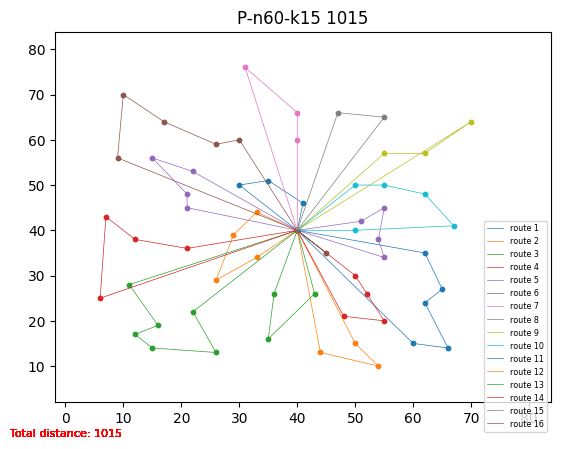 P-n60-k15 1015
80
70
60
50
40
30
20
10
0 10 20 30 40 50 60 70 80
route 1
route 2
route 3
route 4
route 5
route 6
route 7
route 8
route 9
route 10
route 11
route 12
route 13
route 14
route 15
route 16
Total distance: 1015